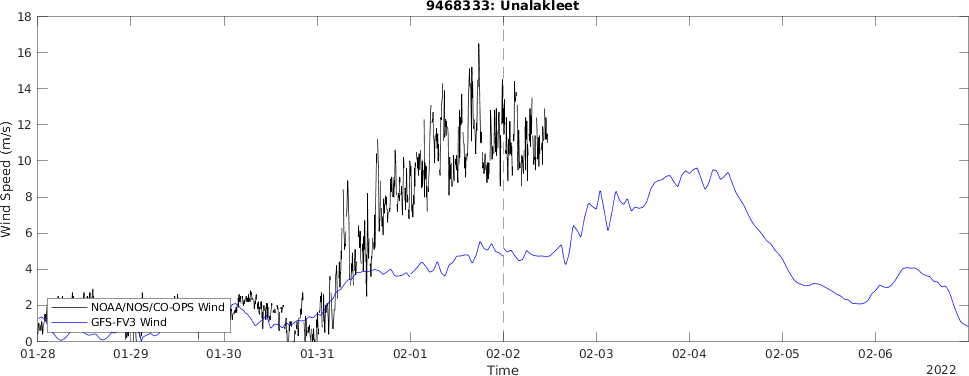 9468333: Unalakleet
18
16
14
12
10
8
6
4
2
0
Wind Speed (m/s)
NOAA/NOS/CO-OPS Wind
GFS-FV3 Wind
01-28 01-29 01-30 01-31 02-01 02-02 02-03 02-04 02-05 02-06
Time
2022